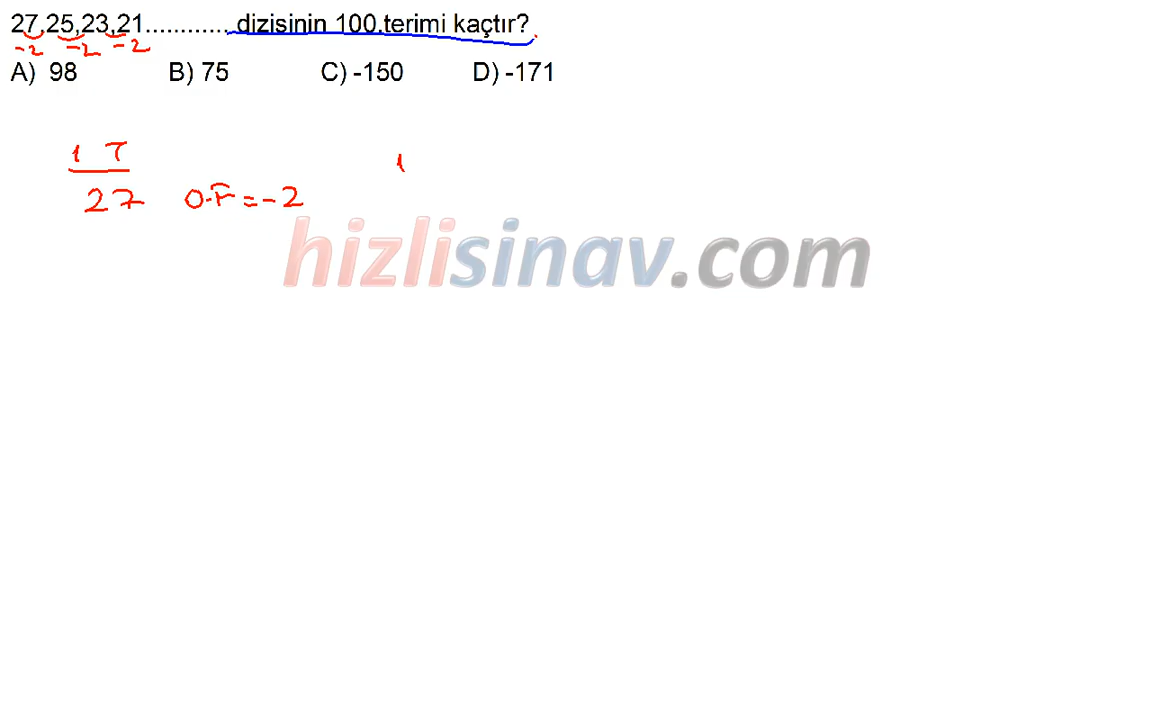 27,25,23,21............ dizisinin 100.terimi kaçtır?
-2 -2 -2
A) 98 B) 75 C) -150 D) -171
1 T 1
27 O.F = -2
hizlisinav.com